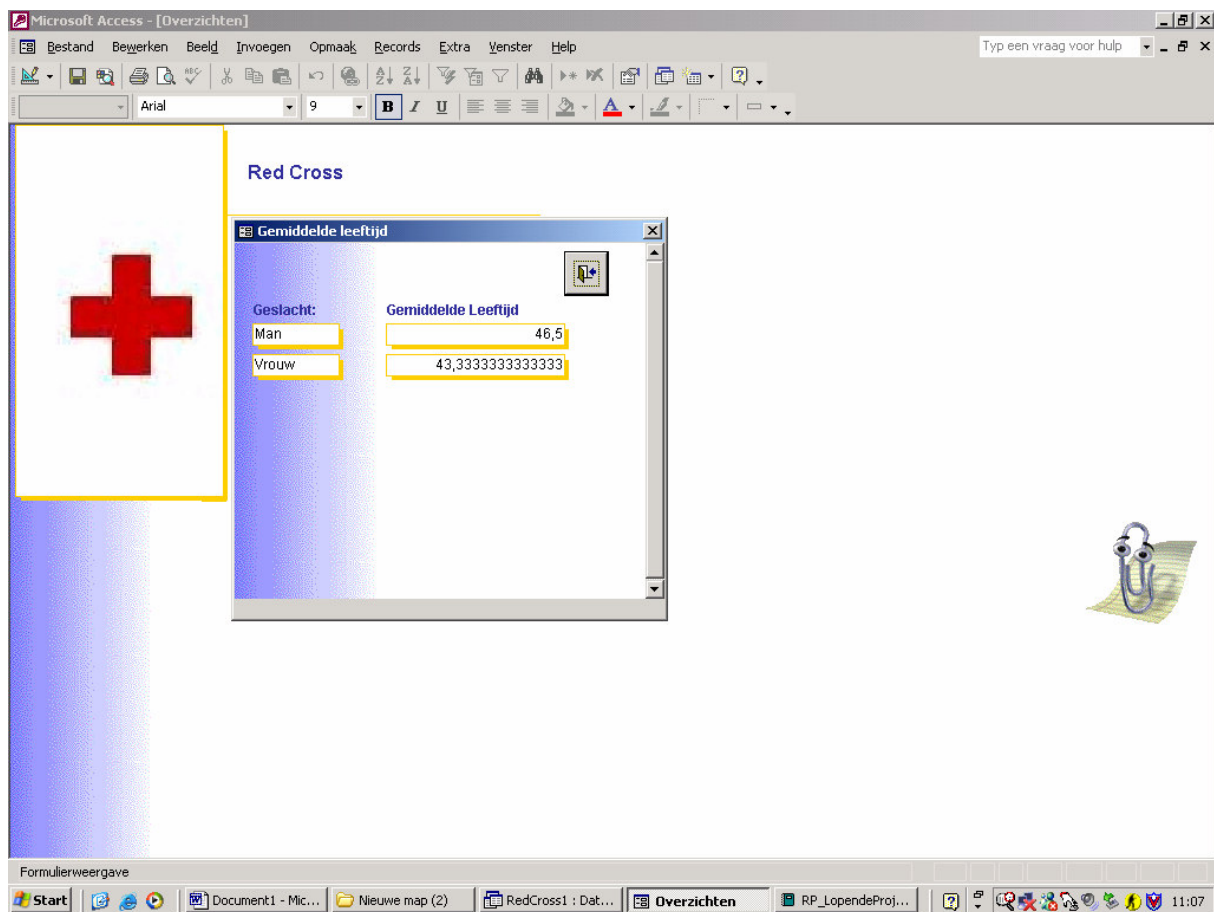 Microsoft Access - [Overzichten]
Bestand Bewerken Beeld Invoegen Opmaak Records Extra Venster Help Typ een vraag voor hulp
Arial 9 B I U
Red Cross
Gemiddelde leeftijd
Geslacht: Gemiddelde Leeftijd
Man 46,5
Vrouw 43,3333333333333
Formulierweergave
Start Document1 - Mic... Nieuwe map (2) RedCross1 : Dat... Overzichten RP_LopendeProj... 11:07